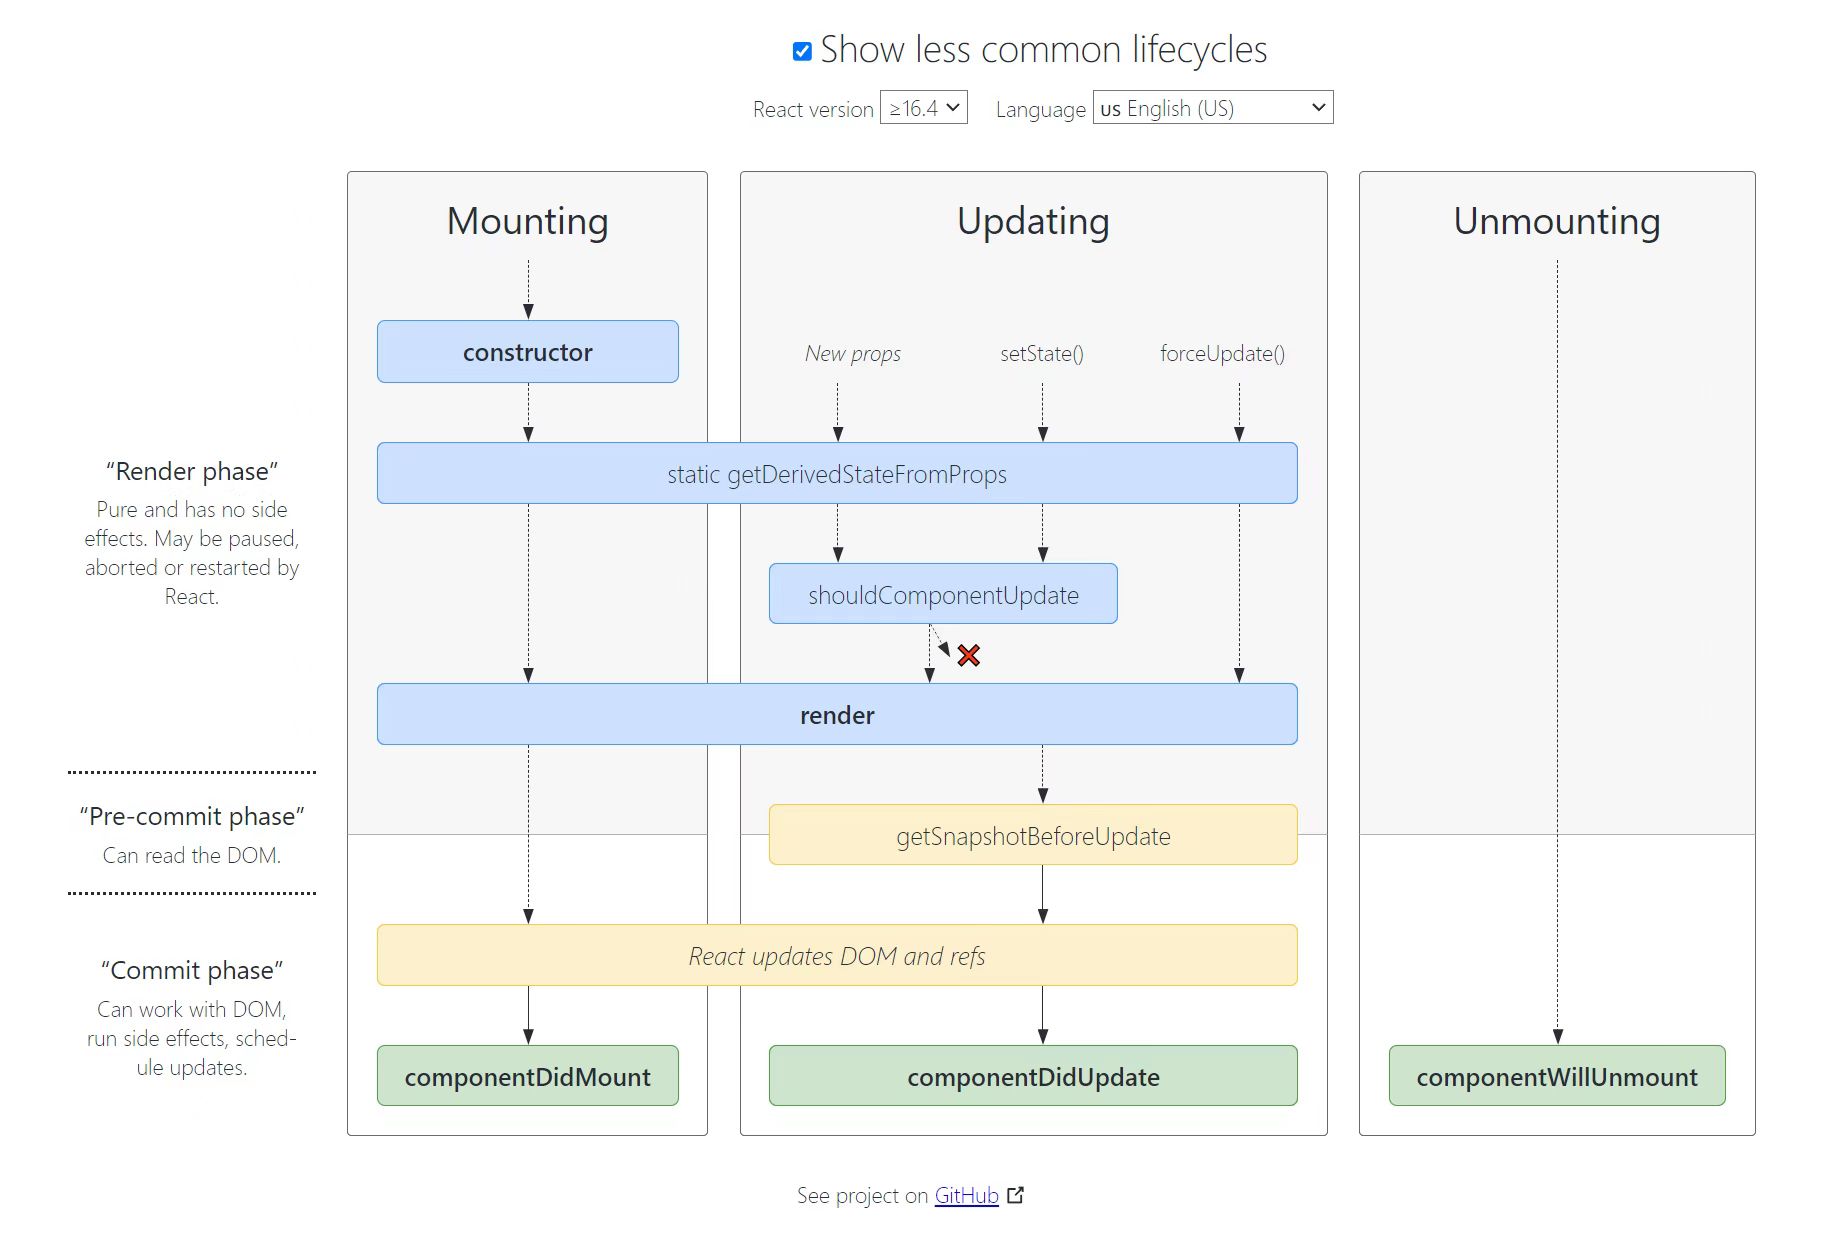 Show less common lifecycles
React version ≥16.4 Language us English (US)
Mounting
Updating
Unmounting
constructor
New props
setState()
forceUpdate()
static getDerivedStateFromProps
“Render phase”
Pure and has no side
effects. May be paused,
aborted or restarted by
React.
shouldComponentUpdate
render
“Pre-commit phase”
Can read the DOM.
getSnapshotBeforeUpdate
React updates DOM and refs
“Commit phase”
Can work with DOM,
run side effects, sched-
ule updates.
componentDidMount
componentDidUpdate
componentWillUnmount
See project on GitHub